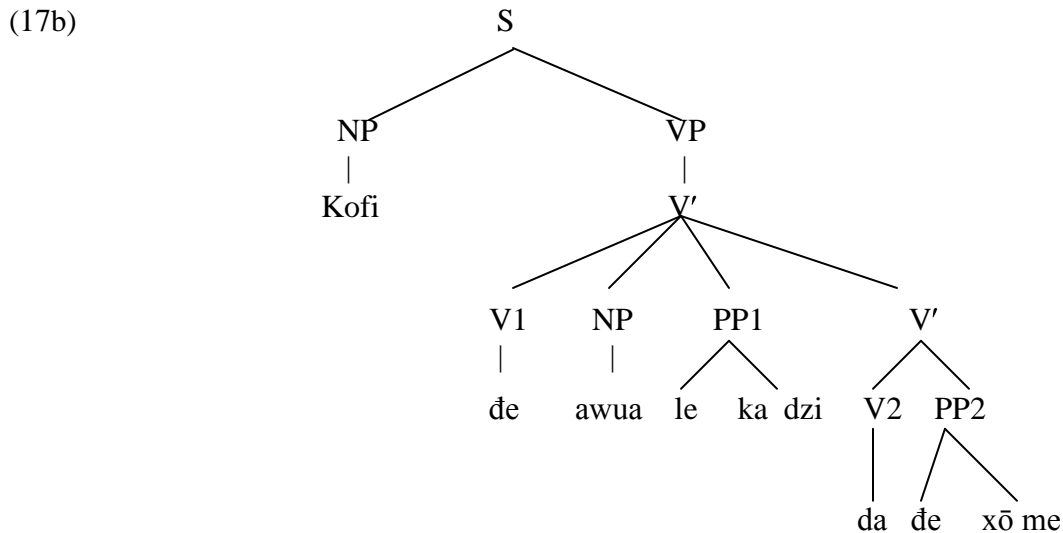 (17b) S
NP VP
Kofi V′
V1 NP PP1 V′
đe awua le ka dzi V2 PP2
da đe xō me